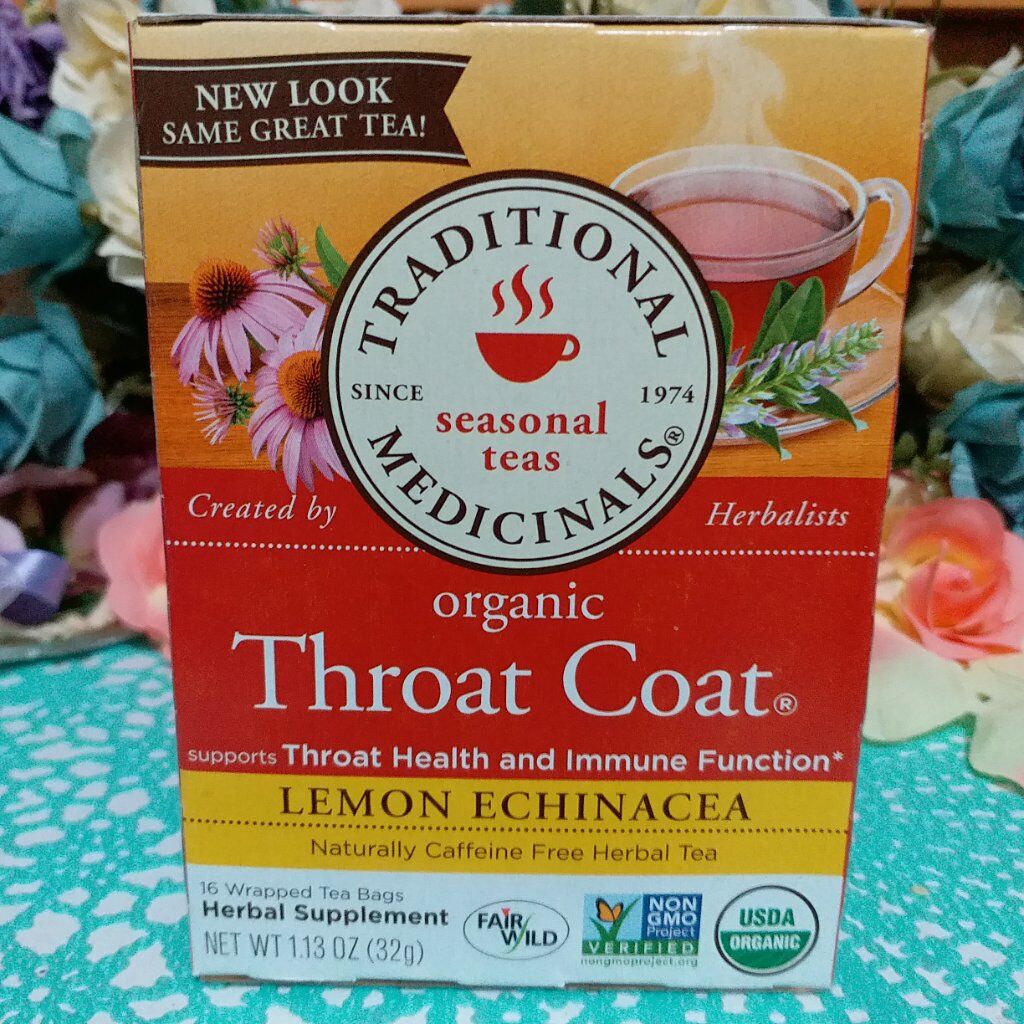 NEW LOOK
SAME GREAT TEA!
TRADITIONAL
SINCE 1974
seasonal
teas
MEDICINALS®
Created by Herbalists
organic
Throat Coat®
supports Throat Health and Immune Function*
LEMON ECHINACEA
Naturally Caffeine Free Herbal Tea
16 Wrapped Tea Bags
Herbal Supplement
NET WT 1.13 OZ (32g)
FAIR
WILD
NON
GMO
Project
VERIFIED
nongmoproject.org
USDA
ORGANIC